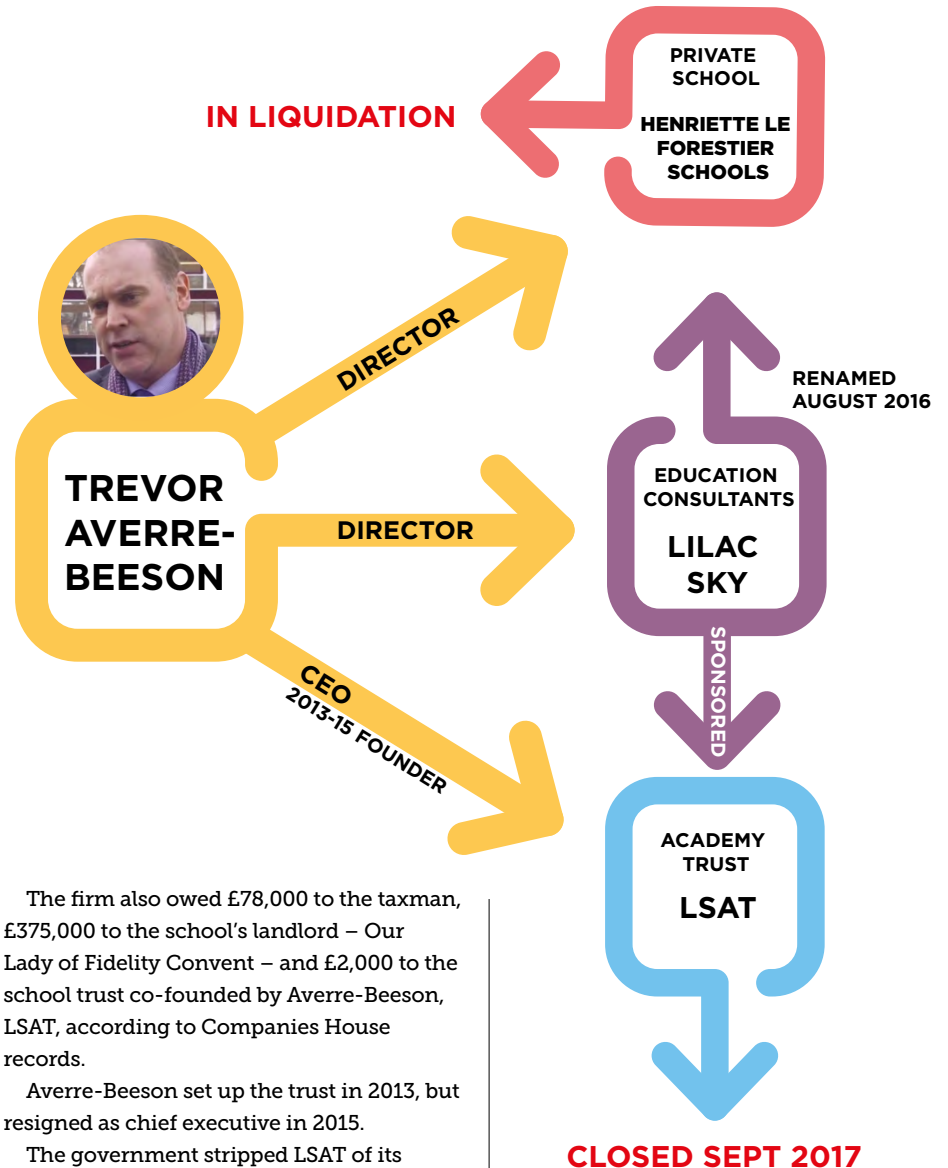 PRIVATE
SCHOOL
HENRIETTE LE
FORESTIER
SCHOOLS
IN LIQUIDATION
DIRECTOR
RENAMED
AUGUST 2016
TREVOR
AVERRE-
BEESON
DIRECTOR
EDUCATION
CONSULTANTS
LILAC
SKY
SPONSORED
CEO
2013-15 FOUNDER
ACADEMY
TRUST
LSAT
CLOSED SEPT 2017
The firm also owed £78,000 to the taxman,
£375,000 to the school’s landlord – Our
Lady of Fidelity Convent – and £2,000 to the
school trust co-founded by Averre-Beeson,
LSAT, according to Companies House
records.
Averre-Beeson set up the trust in 2013, but
resigned as chief executive in 2015.
The government stripped LSAT of its